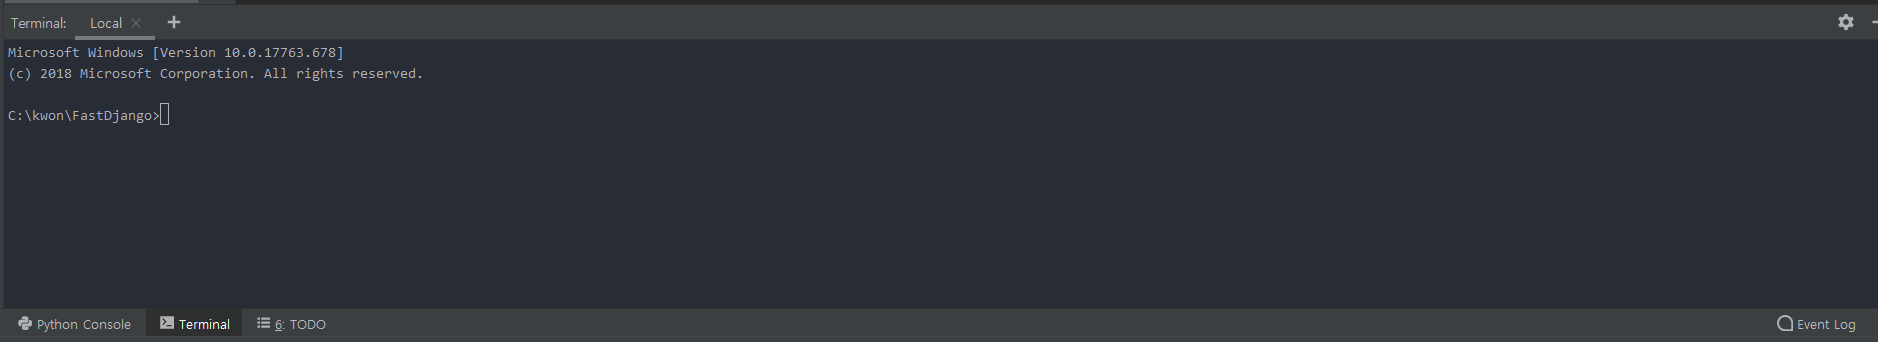 Terminal: Local × +
Microsoft Windows [Version 10.0.17763.678]
(c) 2018 Microsoft Corporation. All rights reserved.
C:\kwon\FastDjango>
Python Console Terminal 6: TODO Event Log